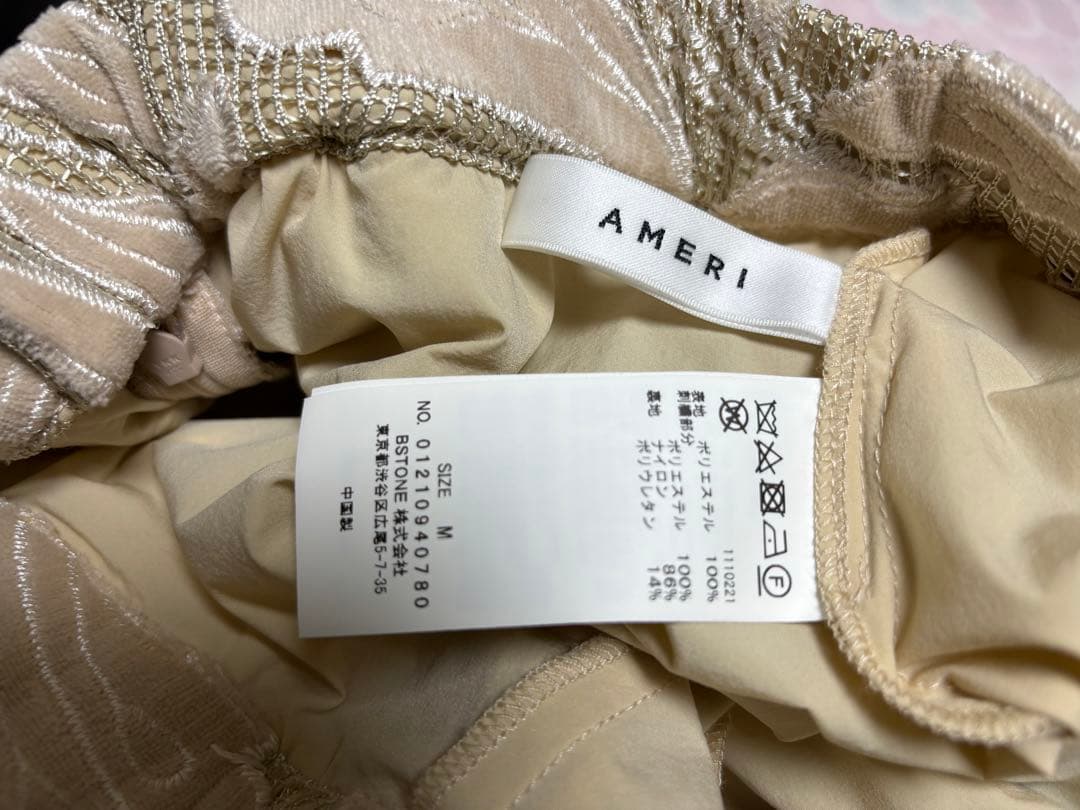 AMERI
1110221
表地 ポリエステル 100%
刺繍部分 ポリエステル 100%
裏地 ナイロン 86%
ポリウレタン 14%
F
SIZE M
NO. 01210940780
BSTONE 株式会社
東京都渋谷区広尾5-7-35
中国製